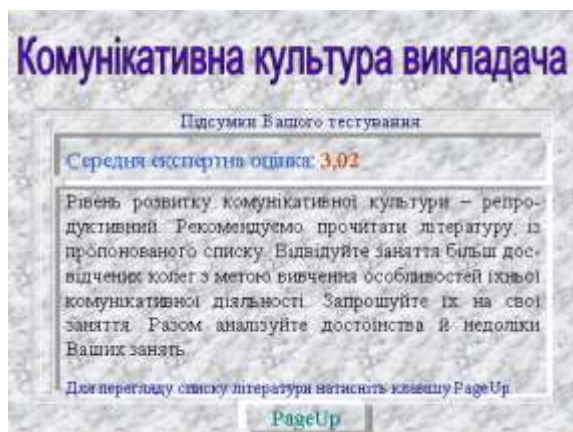 Комунікативна культура викладача
Підсумки Вашого тестування
Середня експертна оцінка: 3,02
Рівень розвитку комунікативної культури – репро-
дуктивний. Рекомендуємо прочитати літературу із
пропонованого списку. Відвідуйте заняття більш дос-
відчених колег з метою вивчення особливостей їхньої
комунікативної діяльності. Запрошуйте їх на свої
заняття. Разом аналізуйте достоїнства й недоліки
Ваших занять.
Для перегляду списку літератури натисніть клавішу PageUp
PageUp